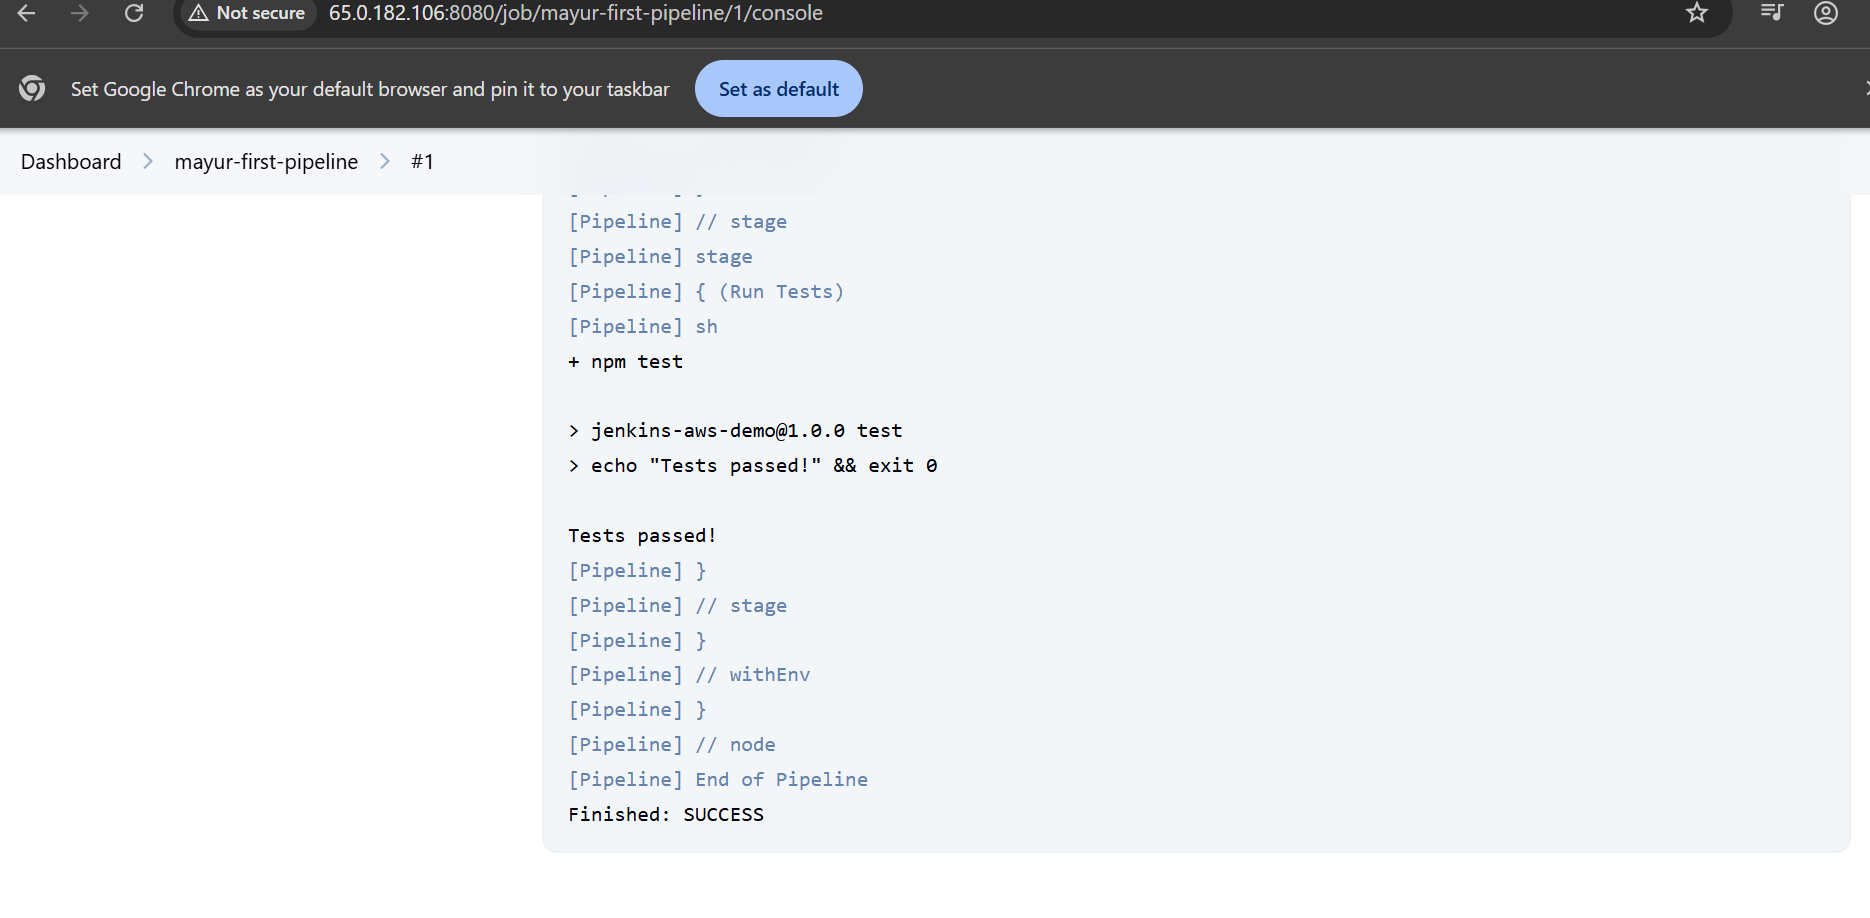 Not secure 65.0.182.106:8080/job/mayur-first-pipeline/1/console
Set Google Chrome as your default browser and pin it to your taskbar Set as default
Dashboard mayur-first-pipeline #1
[Pipeline] // stage
[Pipeline] stage
[Pipeline] { (Run Tests)
[Pipeline] sh
+ npm test
> jenkins-aws-demo@1.0.0 test
> echo "Tests passed!" && exit 0
Tests passed!
[Pipeline] }
[Pipeline] // stage
[Pipeline] }
[Pipeline] // withEnv
[Pipeline] }
[Pipeline] // node
[Pipeline] End of Pipeline
Finished: SUCCESS